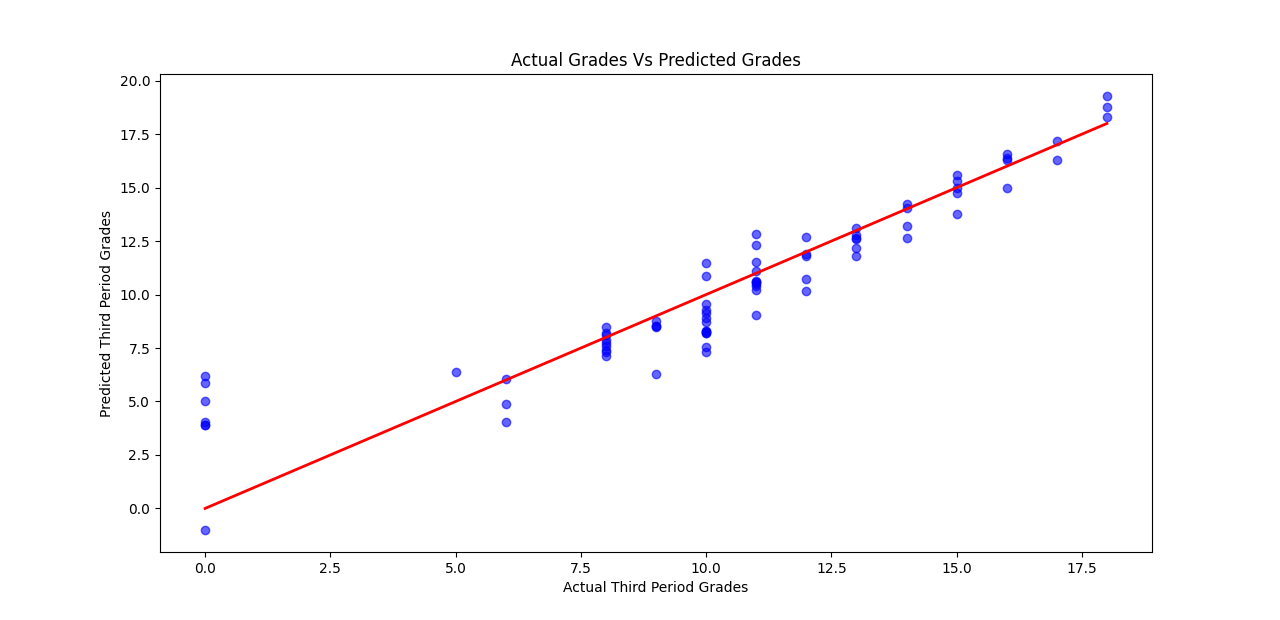 Actual Grades Vs Predicted Grades
20.0
17.5
15.0
12.5
10.0
7.5
5.0
2.5
0.0
Predicted Third Period Grades
0.0 2.5 5.0 7.5 10.0 12.5 15.0 17.5
Actual Third Period Grades